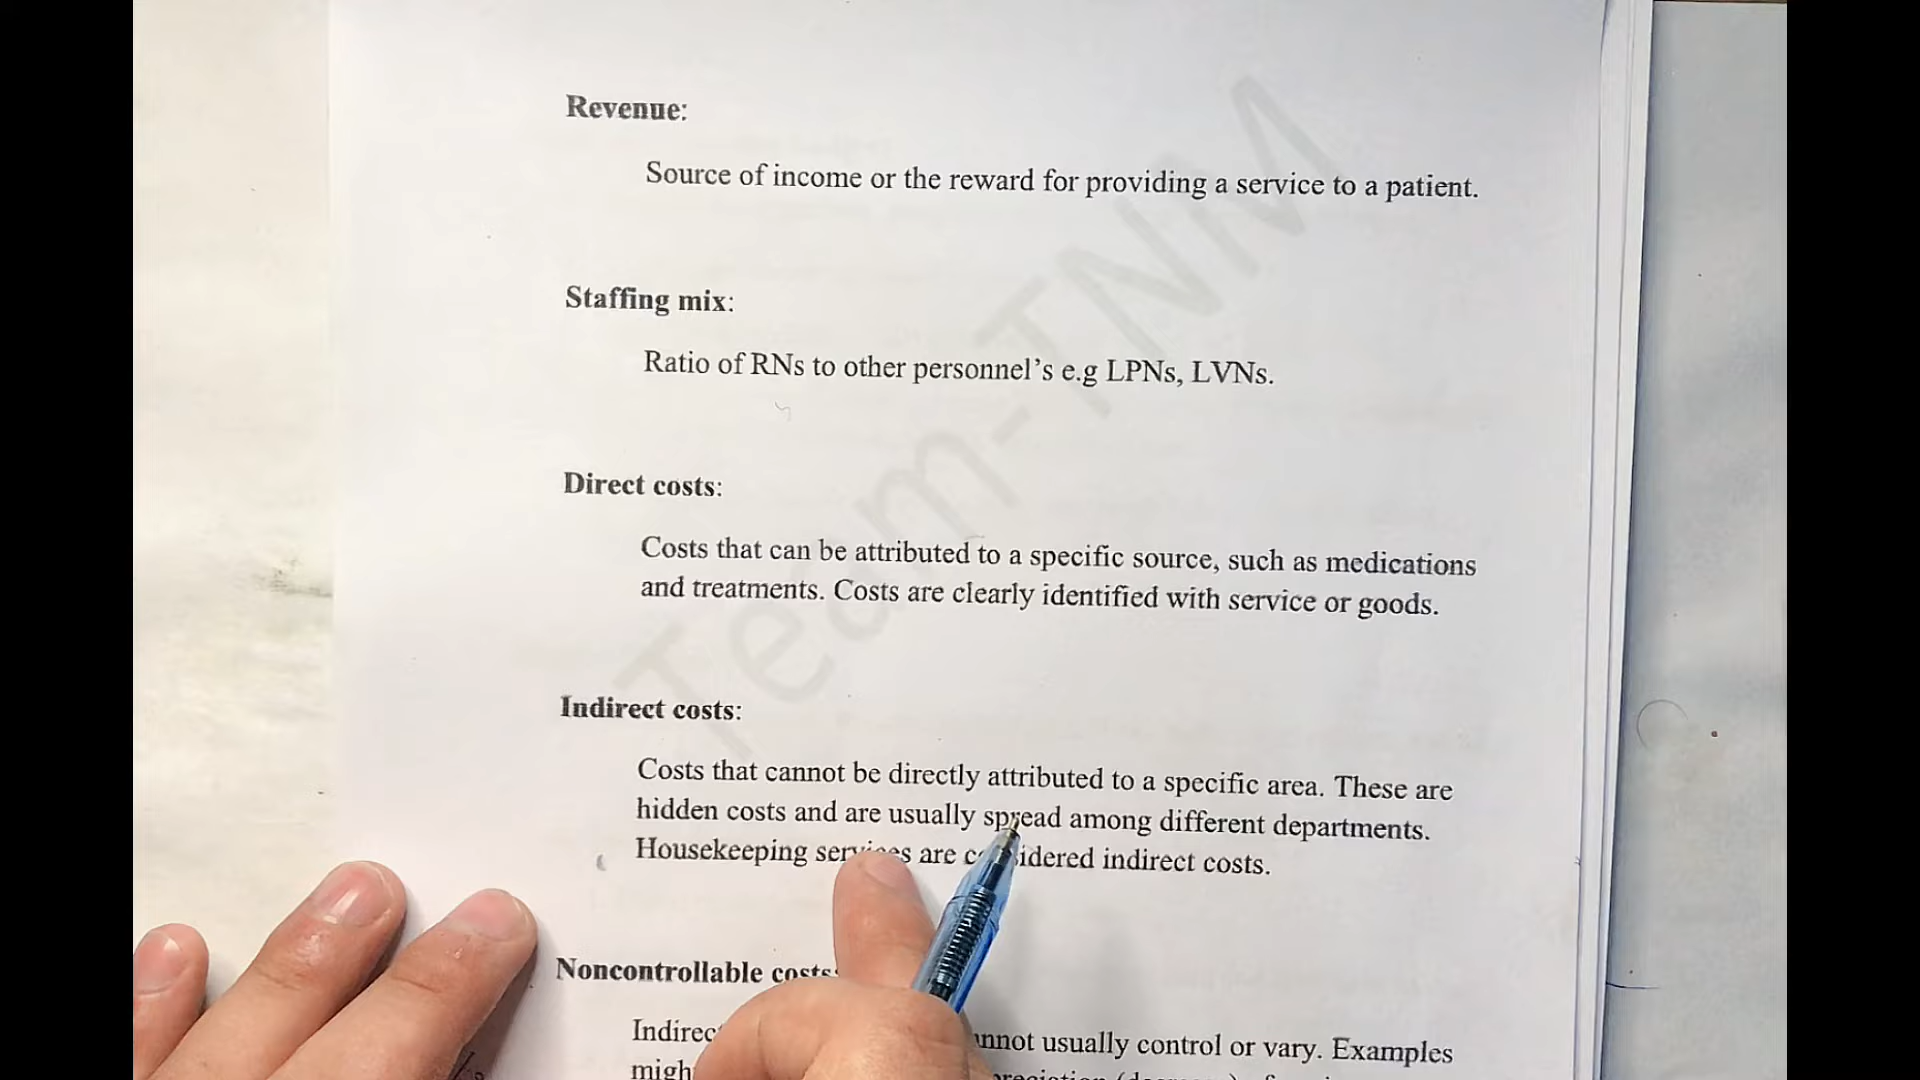 Revenue:
Source of income or the reward for providing a service to a patient.
Staffing mix:
Ratio of RNs to other personnel's e.g LPNs, LVNs.
Direct costs:
Costs that can be attributed to a specific source, such as medications
and treatments. Costs are clearly identified with service or goods.
Indirect costs:
Costs that cannot be directly attributed to a specific area. These are
hidden costs and are usually spread among different departments.
Housekeeping services are considered indirect costs.
Noncontrollable costs:
usually control or vary. Examples
Team-TNM